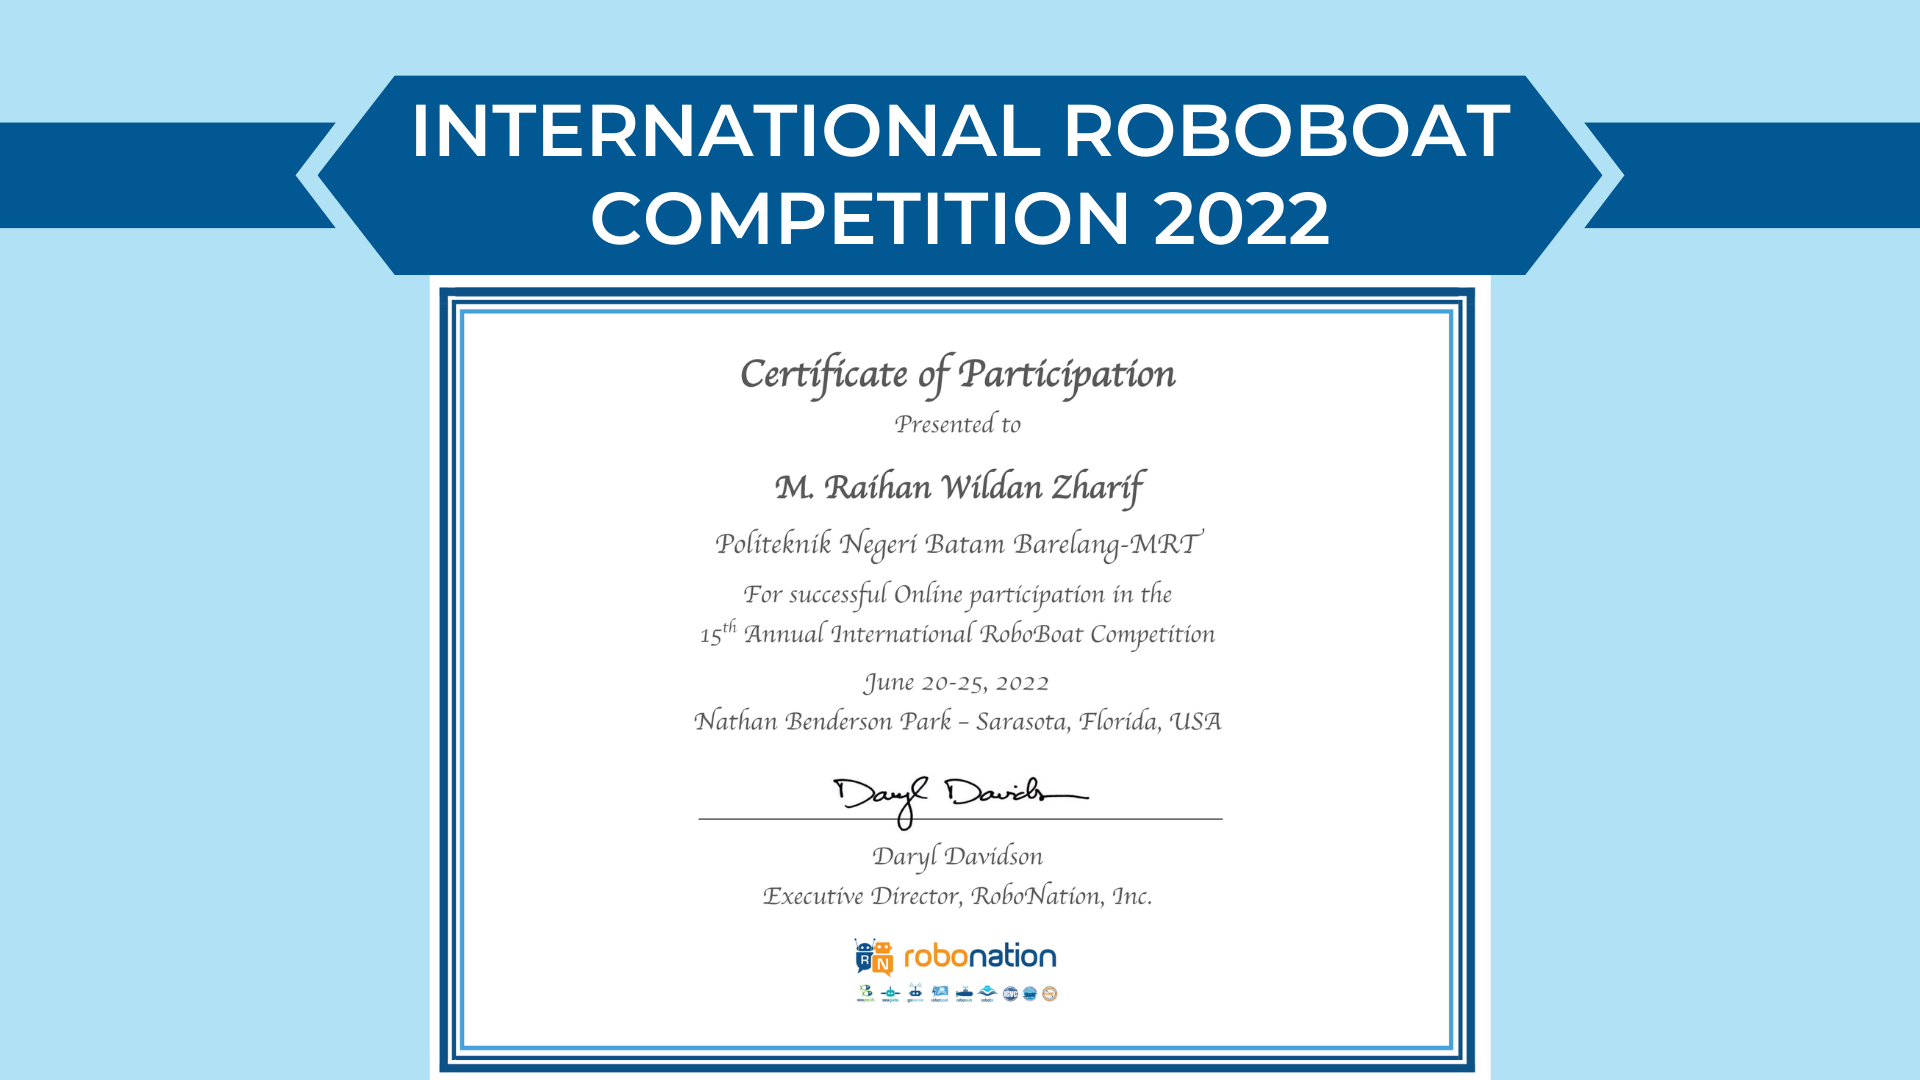 INTERNATIONAL ROBOBOAT
COMPETITION 2022
Certificate of Participation
Presented to
M. Raihan Wildan Zharif
Politeknik Negeri Batam Barelang-MRT
For successful Online participation in the
15th Annual International RoboBoat Competition
June 20-25, 2022
Nathan Benderson Park – Sarasota, Florida, USA
Daryl Davidson
Daryl Davidson
Executive Director, RoboNation, Inc.
RN robonation